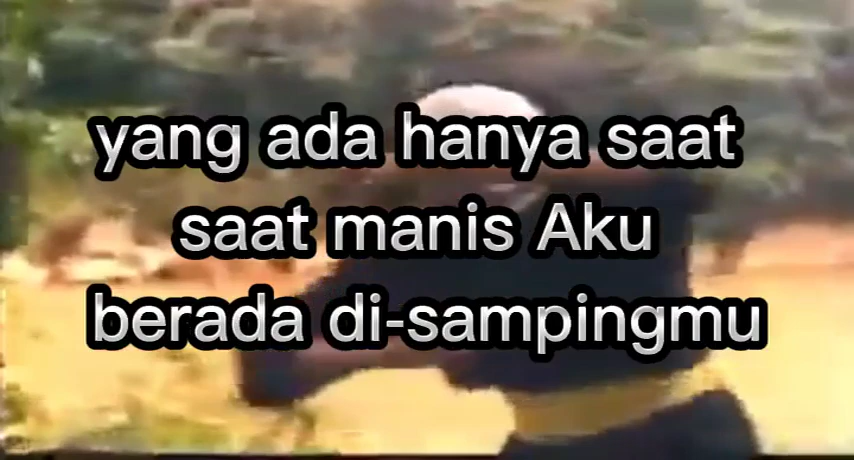 yang ada hanya saat
saat manis Aku
berada di-sampingmu